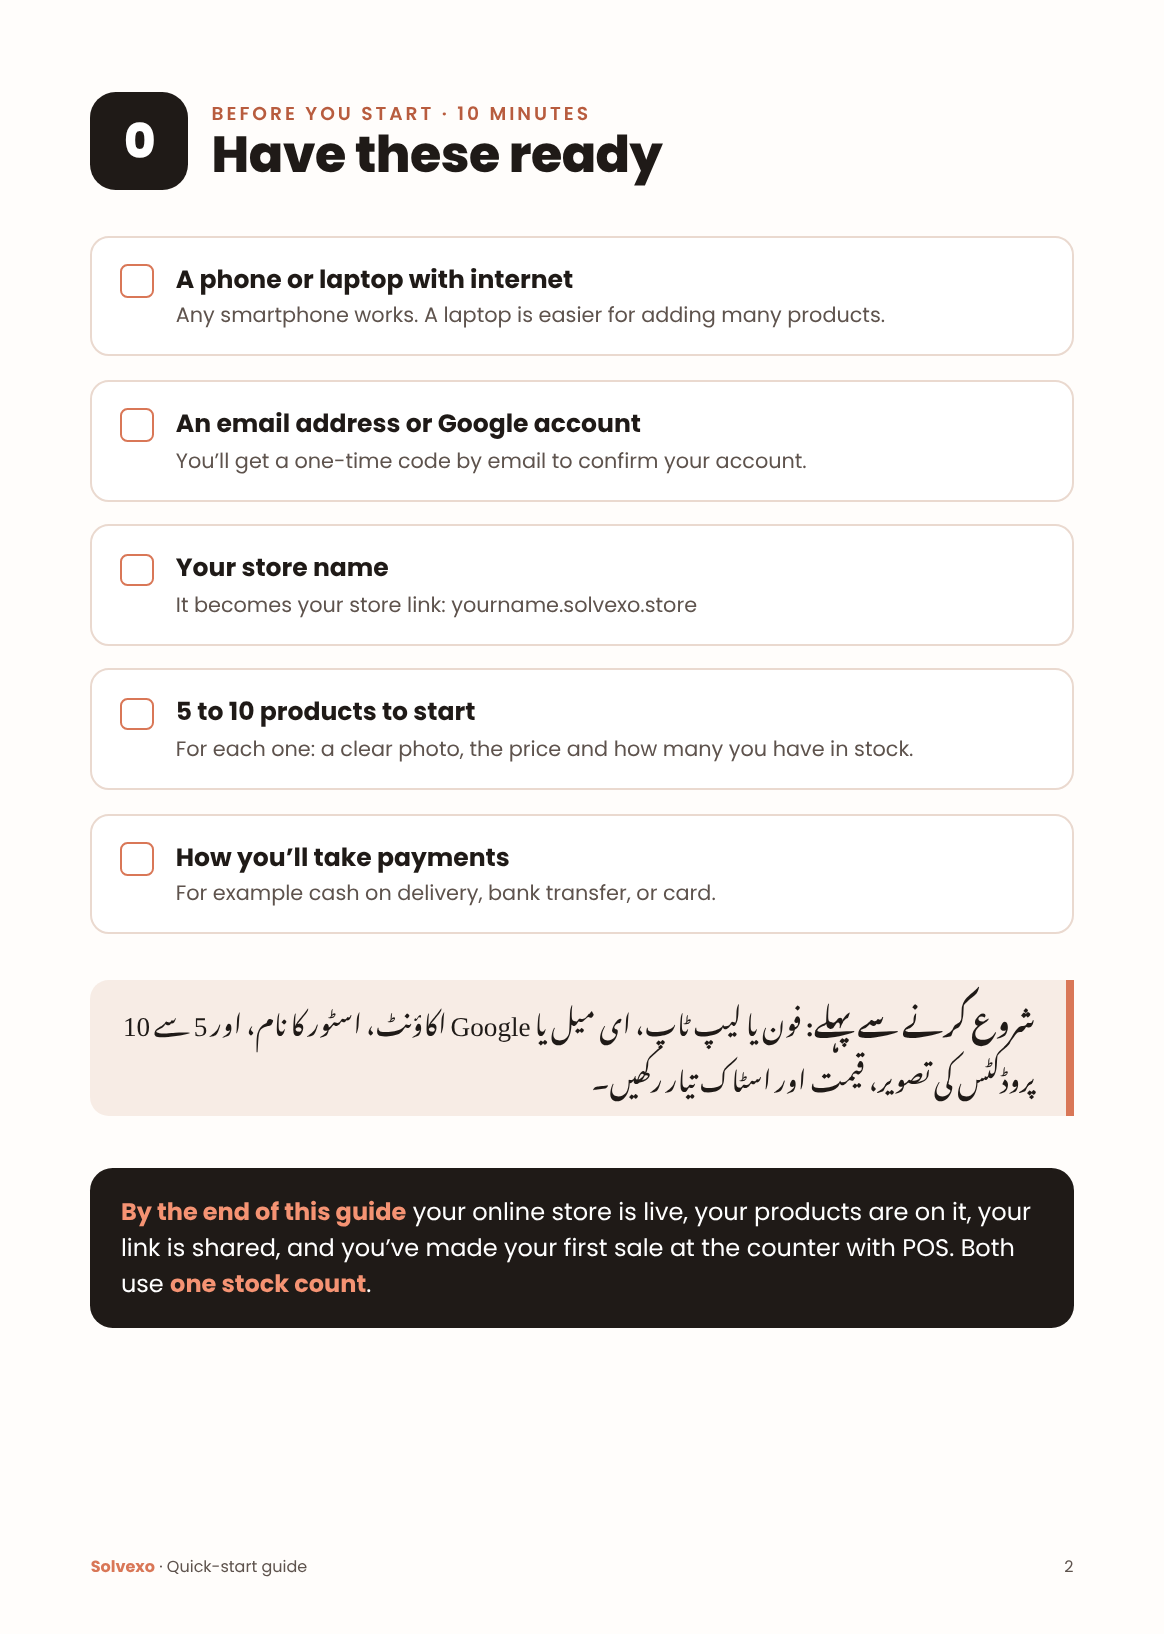 0
BEFORE YOU START · 10 MINUTES
Have these ready
A phone or laptop with internet
Any smartphone works. A laptop is easier for adding many products.
An email address or Google account
You’ll get a one-time code by email to confirm your account.
Your store name
It becomes your store link: yourname.solvexo.store
5 to 10 products to start
For each one: a clear photo, the price and how many you have in stock.
How you’ll take payments
For example cash on delivery, bank transfer, or card.
شروع کرنے سے پہلے: فون یا لیپ ٹاپ، ای میل یا Google اکاؤنٹ، اسٹور کا نام، اور 5 سے 10
پروڈکٹس کی تصویر، قیمت اور اسٹاک تیار رکھیں۔
By the end of this guide your online store is live, your products are on it, your
link is shared, and you’ve made your first sale at the counter with POS. Both
use one stock count.
Solvexo · Quick-start guide
2